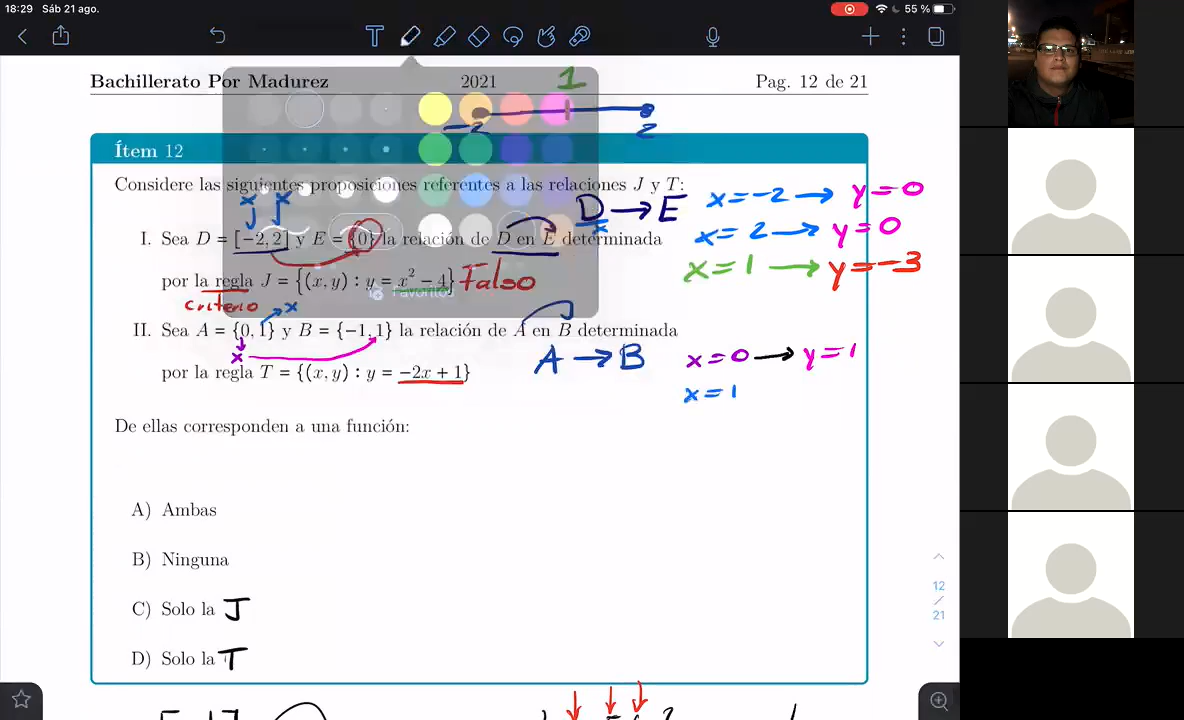 18:29 Sáb 21 ago. 55 %
Bachillerato Por Madurez 2021 Pag. 12 de 21
1
-2 2
Ítem 12
Considere las siguientes proposiciones referentes a las relaciones J y T:
x x
D → E
x
x = -2 → y = 0
I. Sea D = [−2, 2] y E = {0} la relación de D en E determinada
x = 2 → y = 0
x = 1 → y = -3
por la regla J = {(x, y) : y = x² − 4} Falso
Favoritos
Criterio x
II. Sea A = {0, 1} y B = {−1, 1} la relación de A en B determinada
x
A → B
x = 0 → y = 1
por la regla T = {(x, y) : y = −2x + 1}
x = 1
De ellas corresponden a una función:
A) Ambas
B) Ninguna
C) Solo la J
D) Solo la T
12
/
21